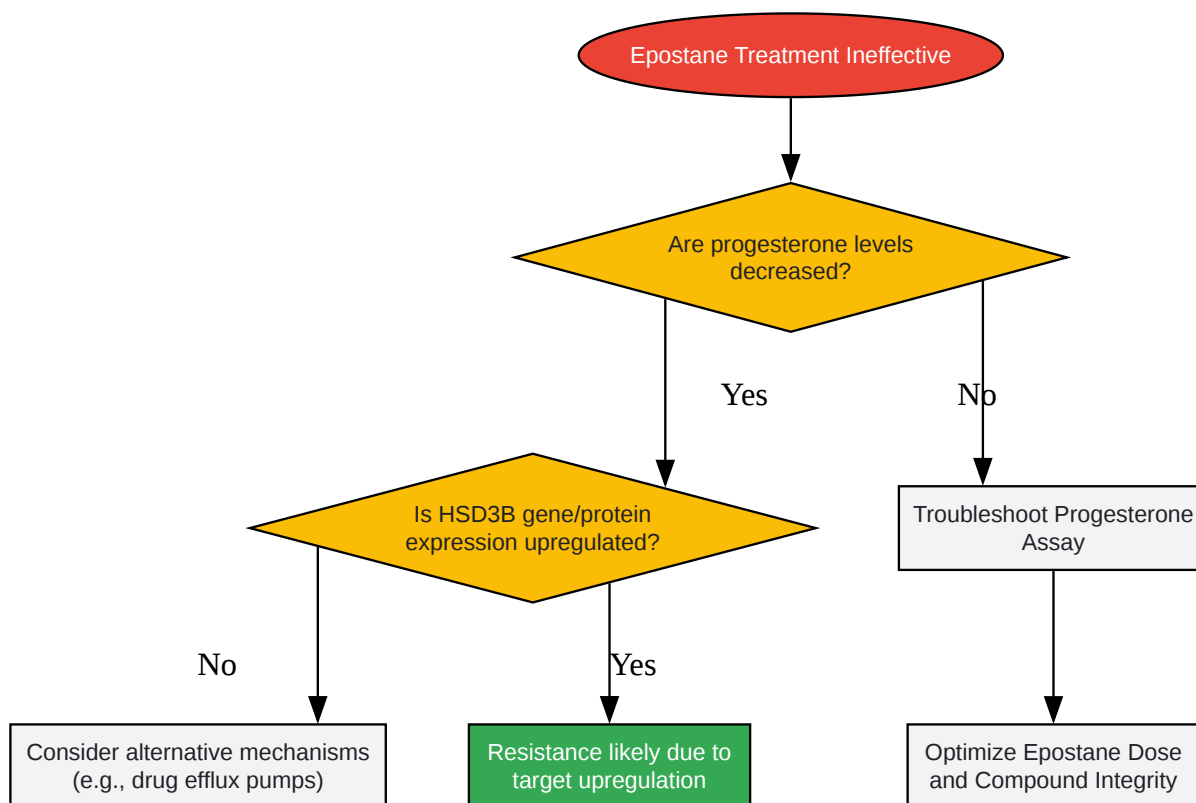 Epostane Treatment Ineffective
Are progesterone levels
decreased?
Yes
No
Is HSD3B gene/protein
expression upregulated?
Troubleshoot Progesterone
Assay
No
Yes
Consider alternative mechanisms
(e.g., drug efflux pumps)
Resistance likely due to
target upregulation
Optimize Epostane Dose
and Compound Integrity